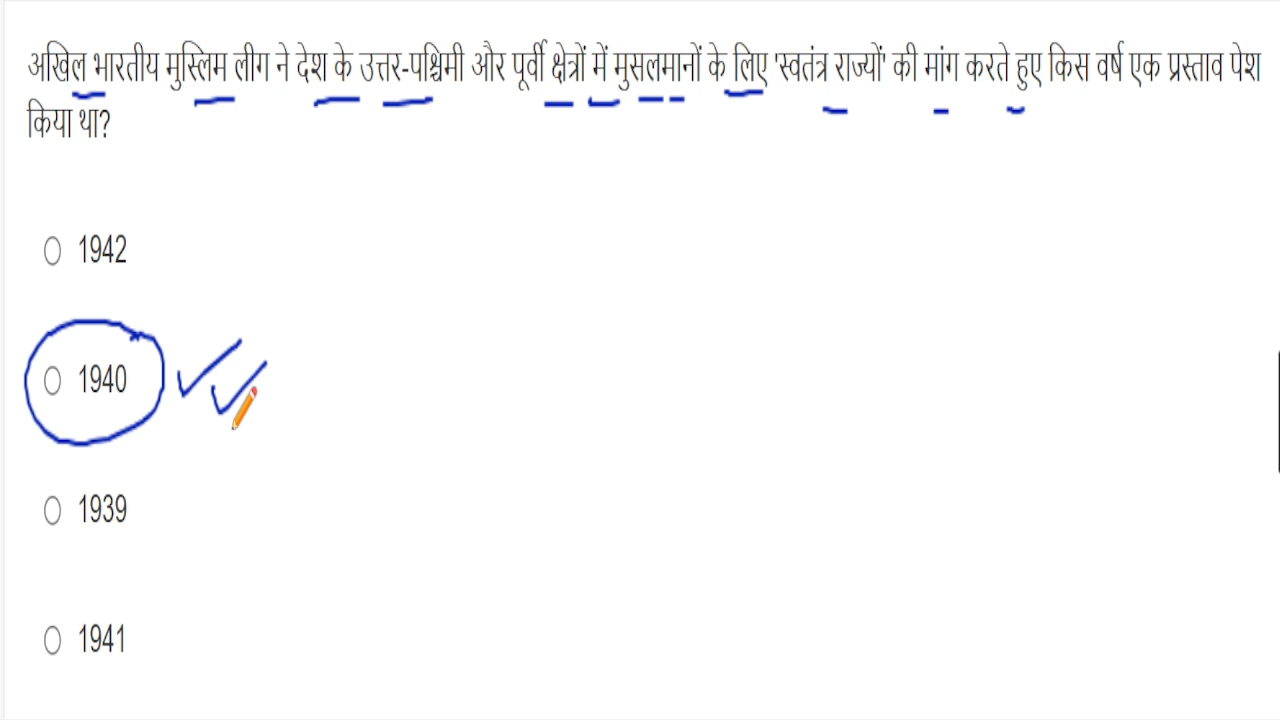 अखिल भारतीय मुस्लिम लीग ने देश के उत्तर-पश्चिमी और पूर्वी क्षेत्रों में मुसलमानों के लिए 'स्वतंत्र राज्यों' की मांग करते हुए किस वर्ष एक प्रस्ताव पेश
किया था?
1942
1940
1939
1941